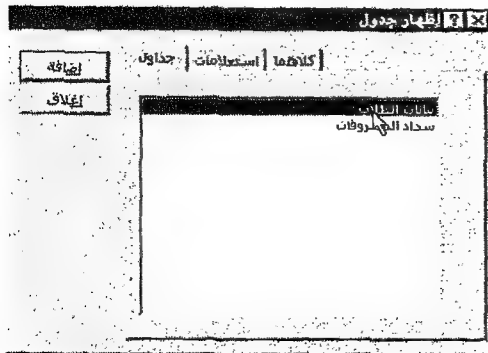 إظهار جدول
جداول استعلامات كلاهما
إضافة
إغلاق
بيانات الطلاب
سداد المصروفات